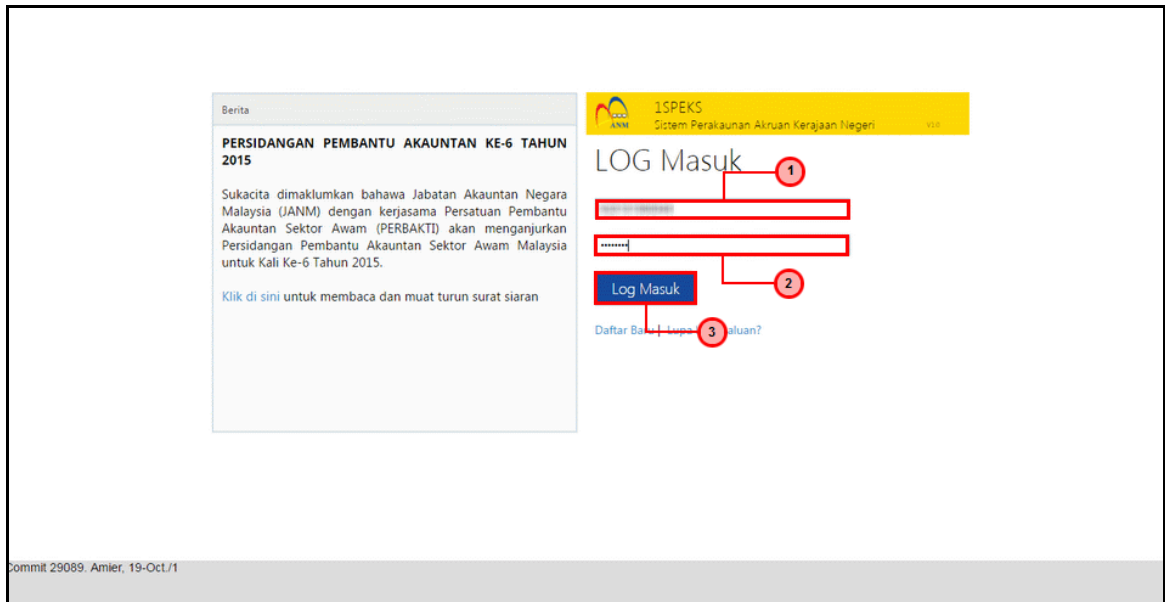 Berita
PERSIDANGAN PEMBANTU AKAUNTAN KE-6 TAHUN
2015
Sukacita dimaklumkan bahawa Jabatan Akauntan Negara
Malaysia (JANM) dengan kerjasama Persatuan Pembantu
Akauntan Sektor Awam (PERBAKTI) akan menganjurkan
Persidangan Pembantu Akauntan Sektor Awam Malaysia
untuk Kali Ke-6 Tahun 2015.
Klik di sini untuk membaca dan muat turun surat siaran
ANM
1SPEKS
Sistem Perakaunan Akruan Kerajaan Negeri
V1.0
LOG Masuk
1
2
Log Masuk
Daftar Baru | Lupa
3
Commit 29089. Amier, 19-Oct./1